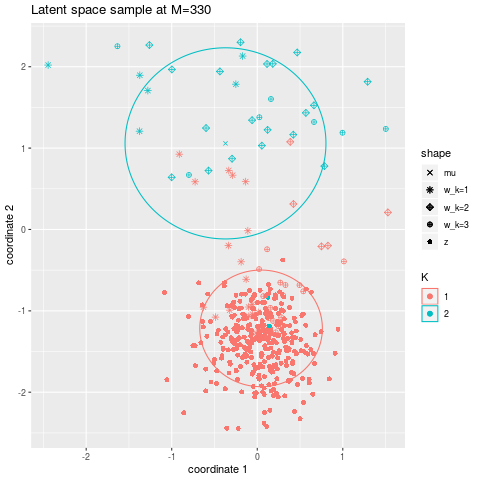 Latent space sample at M=330
2
1
0
-1
-2
coordinate 2
-2
-1
0
1
coordinate 1
shape
mu
w_k=1
w_k=2
w_k=3
z
K
1
2